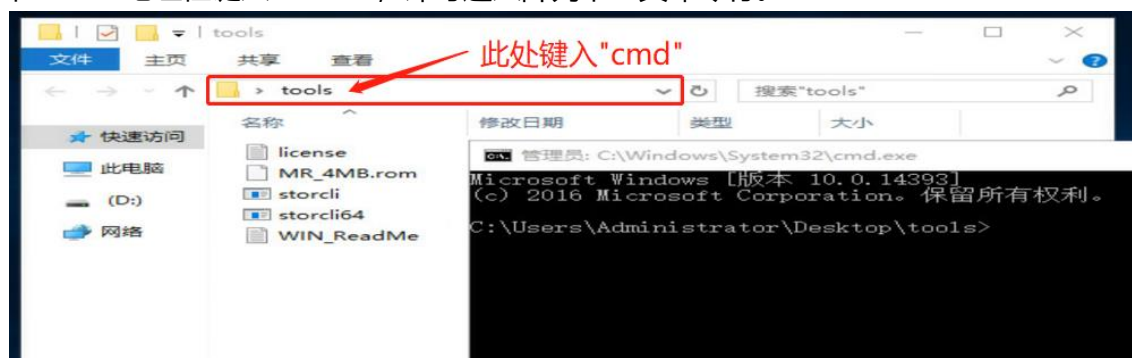 tools
文件 主页 共享 查看
此处键入"cmd"
> tools
搜索"tools"
名称 修改日期 类型 大小
快速访问
此电脑
(D:)
网络
license
MR_4MB.rom
storcli
storcli64
WIN_ReadMe
管理员: C:\Windows\System32\cmd.exe
Microsoft Windows [版本 10.0.14393]
(c) 2016 Microsoft Corporation。保留所有权利。
C:\Users\Administrator\Desktop\tools>